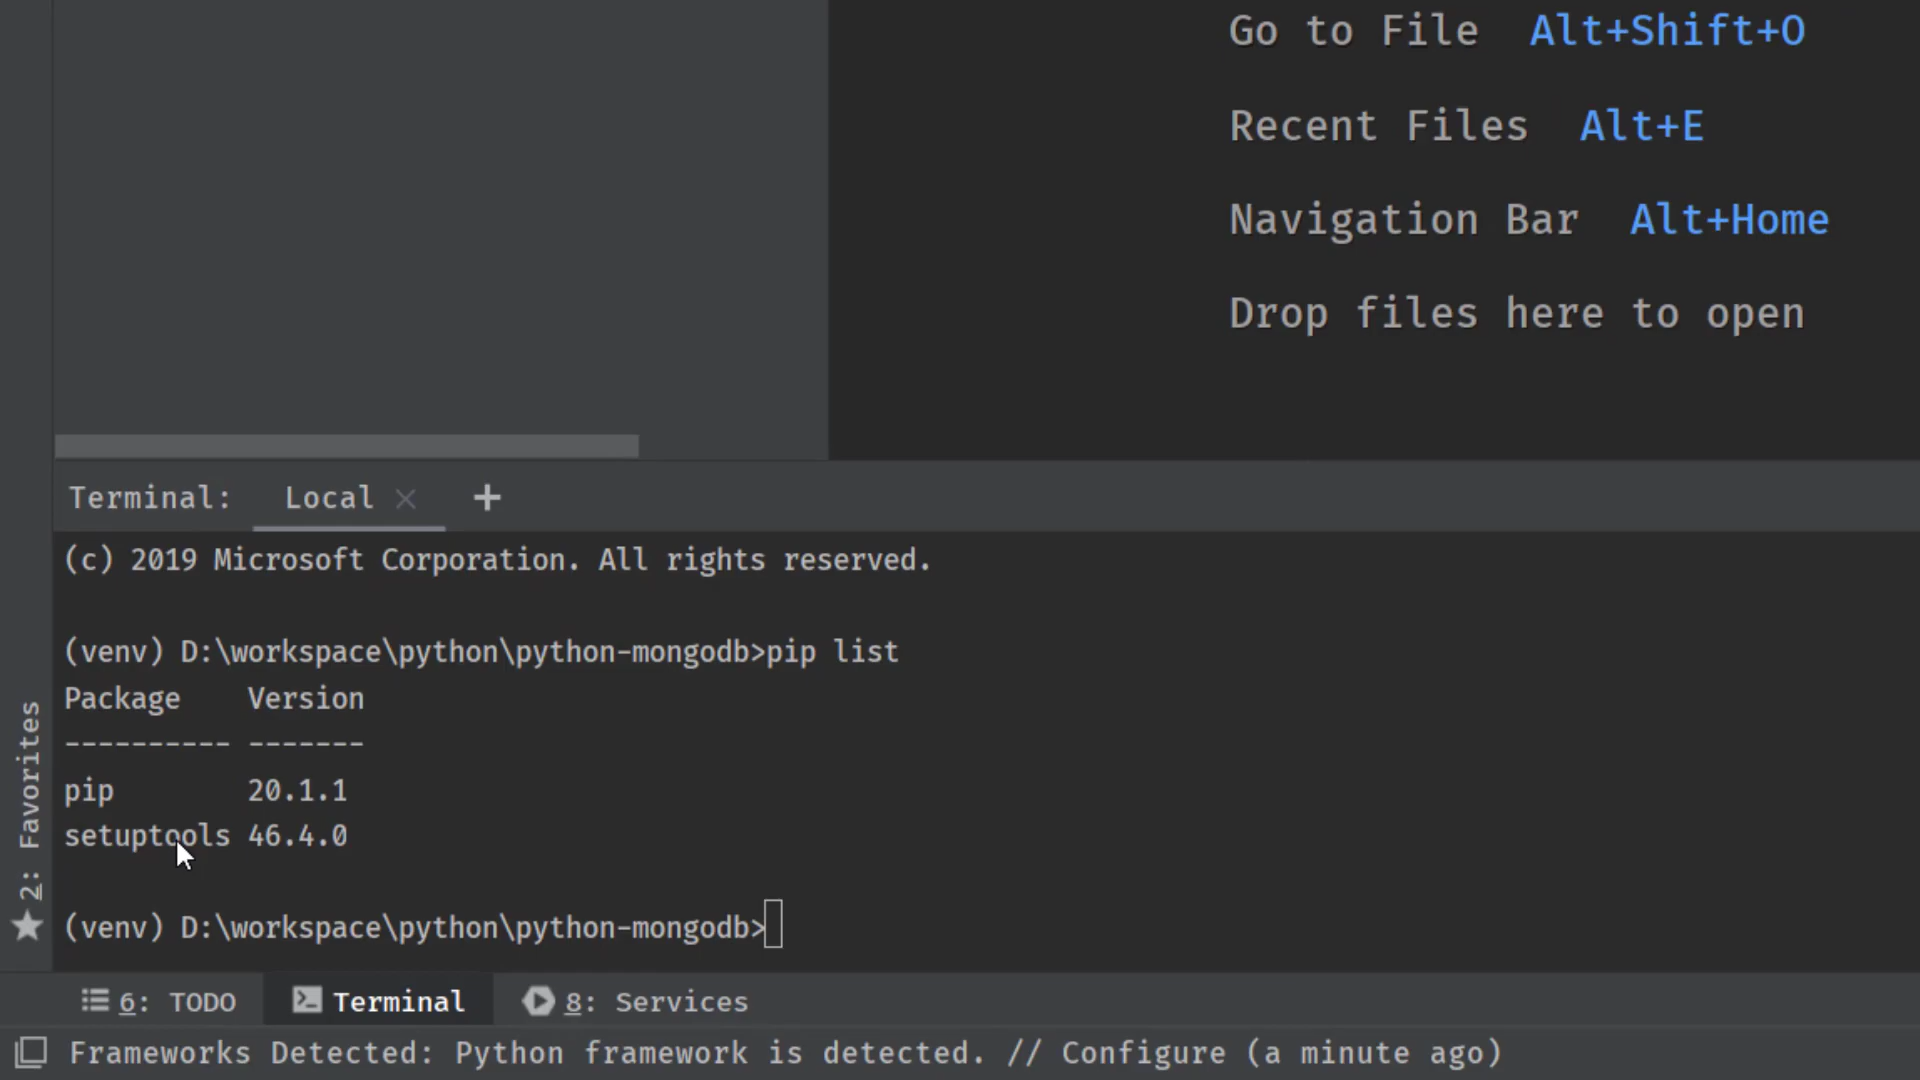 Go to File  Alt+Shift+O
Recent Files  Alt+E
Navigation Bar  Alt+Home
Drop files here to open
Terminal:  Local  ×  +
(c) 2019 Microsoft Corporation. All rights reserved.
(venv) D:\workspace\python\python-mongodb>pip list
Package    Version
---------- -------
pip        20.1.1
setuptools 46.4.0
(venv) D:\workspace\python\python-mongodb>
2: Favorites
6: TODO  Terminal  8: Services
Frameworks Detected: Python framework is detected. // Configure (a minute ago)